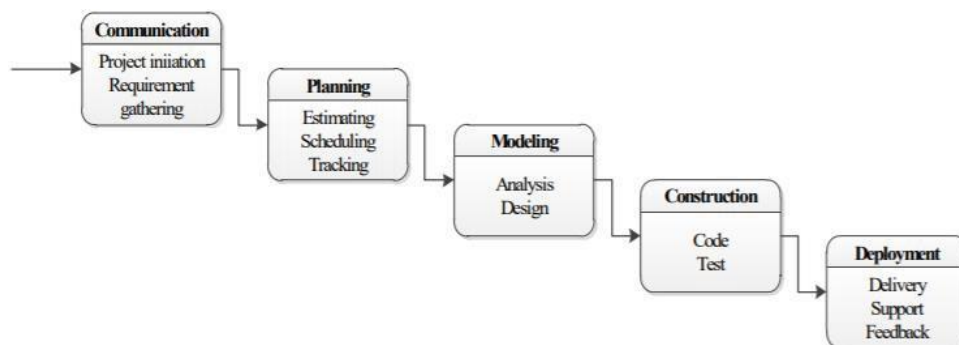 Communication
Project iniiation
Requirement
gathering
Planning
Estimating
Scheduling
Tracking
Modeling
Analysis
Design
Construction
Code
Test
Deployment
Delivery
Support
Feedback